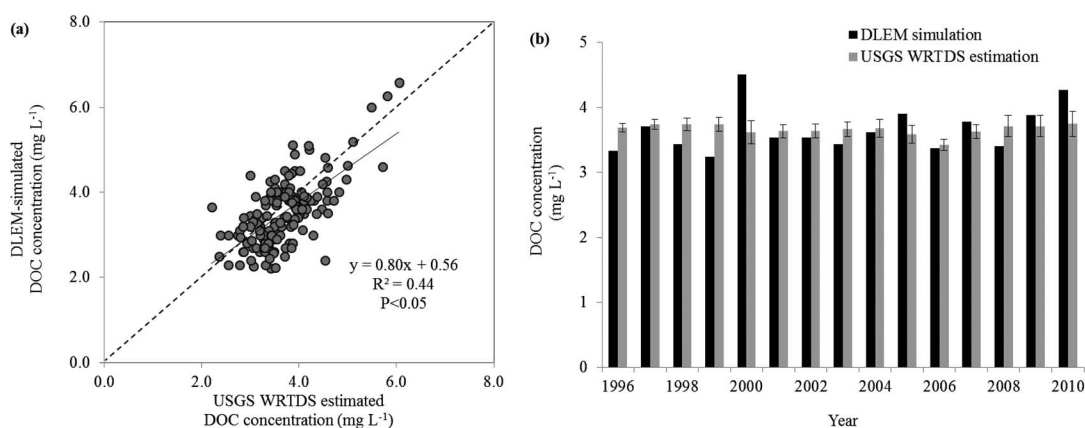 (a)
8.0
6.0
4.0
2.0
0.0
DLEM-simulated
DOC concentration (mg L⁻¹)
y = 0.80x + 0.56
R² = 0.44
P<0.05
0.0 2.0 4.0 6.0 8.0
USGS WRTDS estimated
DOC concentration (mg L⁻¹)
(b)
DLEM simulation
USGS WRTDS estimation
5
4
3
2
1
0
DOC concentration
(mg L⁻¹)
1996 1998 2000 2002 2004 2006 2008 2010
Year